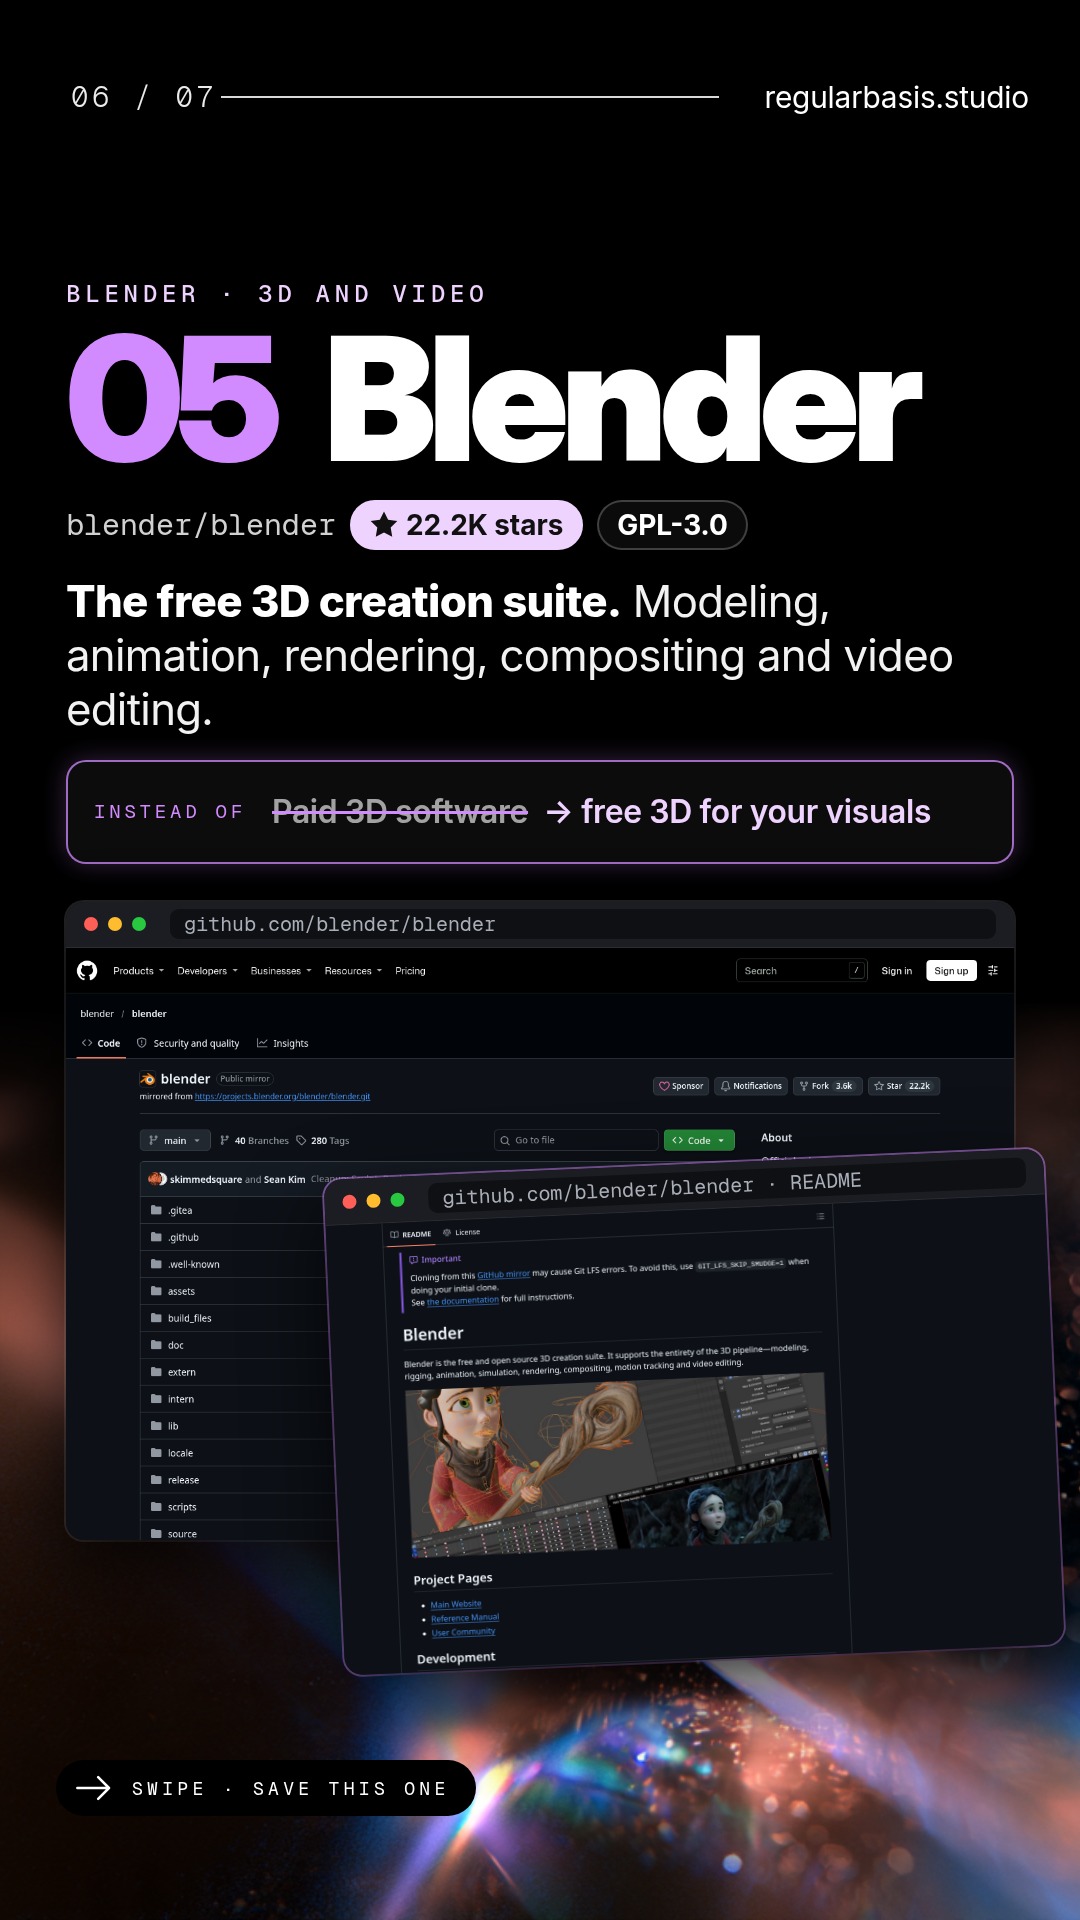 06 / 07
regularbasis.studio
BLENDER · 3D AND VIDEO
05 Blender
blender/blender ★ 22.2K stars GPL-3.0
The free 3D creation suite. Modeling,
animation, rendering, compositing and video
editing.
INSTEAD OF Paid 3D software → free 3D for your visuals
github.com/blender/blender
Products Developers Businesses Resources Pricing Search / Sign in Sign up
blender / blender
Code Security and quality Insights
blender Public mirror Sponsor Notifications Fork 3.6k Star 22.2k
mirrored from https://projects.blender.org/blender/blender.git
main 40 Branches 280 Tags Go to file Code About
skimmedsquare and Sean Kim
.gitea
.github
.well-known
assets
build_files
doc
extern
intern
lib
locale
release
scripts
source
github.com/blender/blender · README
README License
Important
Cloning from this GitHub mirror may cause Git LFS errors. To avoid this, use GIT_LFS_SKIP_SMUDGE=1 when
doing your initial clone.
See the documentation for full instructions.
Blender
Blender is the free and open source 3D creation suite. It supports the entirety of the 3D pipeline—modeling,
rigging, animation, simulation, rendering, compositing, motion tracking and video editing.
Project Pages
Main Website
Reference Manual
User Community
Development
→ SWIPE · SAVE THIS ONE